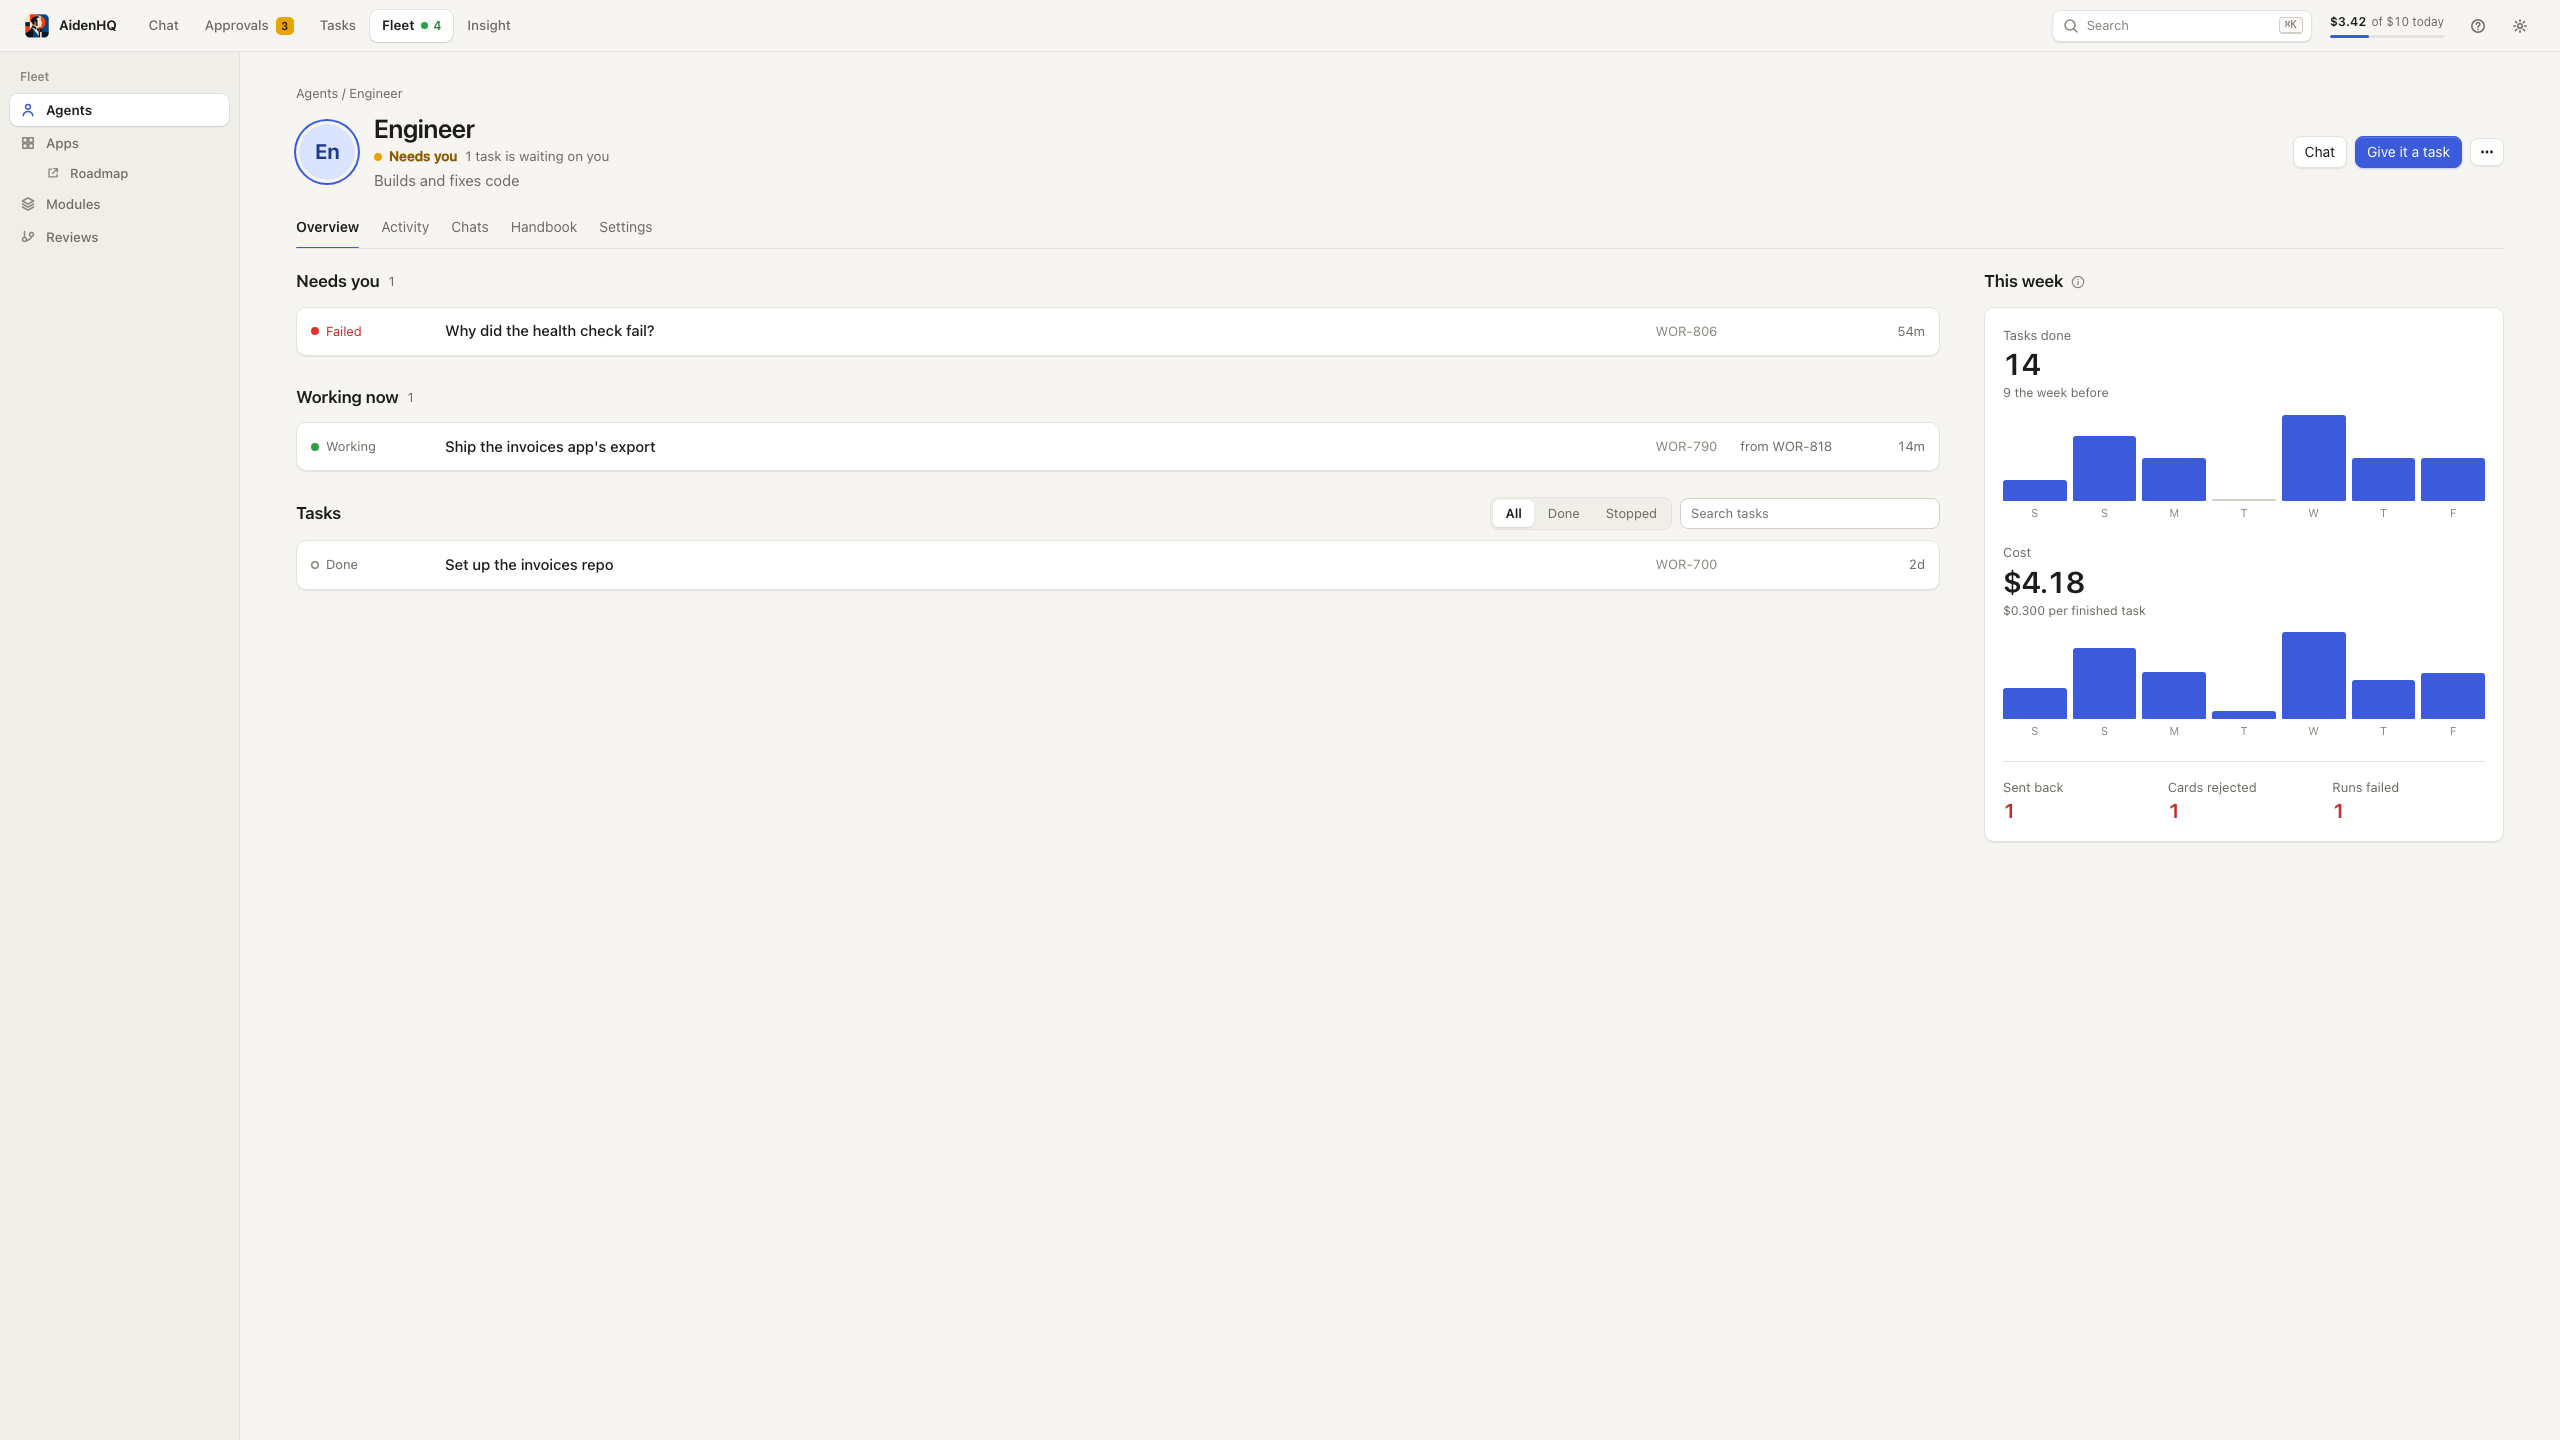 AidenHQ
Chat
Approvals 3
Tasks
Fleet 4
Insight
Search ⌘K
$3.42 of $10 today
Fleet
Agents
Apps
Roadmap
Modules
Reviews
Agents / Engineer
En
Engineer
Needs you 1 task is waiting on you
Builds and fixes code
Chat
Give it a task
Overview
Activity
Chats
Handbook
Settings
Needs you 1
Failed Why did the health check fail? WOR-806 54m
Working now 1
Working Ship the invoices app's export WOR-790 from WOR-818 14m
Tasks
All Done Stopped
Search tasks
Done Set up the invoices repo WOR-700 2d
This week
Tasks done
14
9 the week before
S S M T W T F
Cost
$4.18
$0.300 per finished task
S S M T W T F
Sent back Cards rejected Runs failed
1 1 1